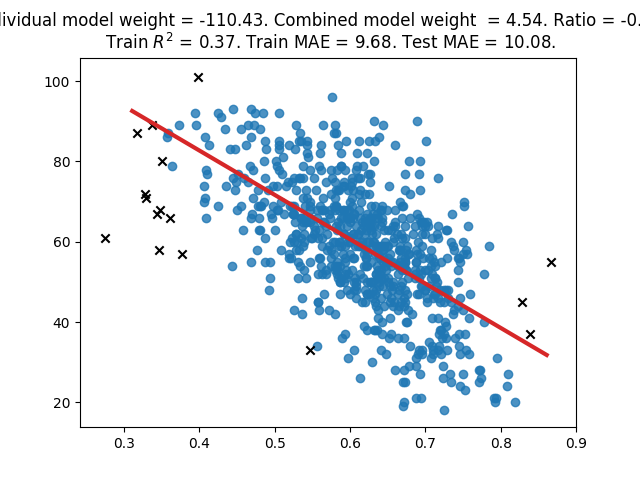 dividual model weight = -110.43. Combined model weight = 4.54. Ratio = -0.
Train R² = 0.37. Train MAE = 9.68. Test MAE = 10.08.
100
80
60
40
20
0.3 0.4 0.5 0.6 0.7 0.8 0.9